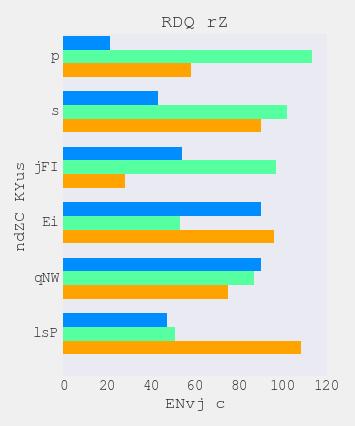 RDQ rZ
p
s
jFI
Ei
qNW
lsP
ndZC KYus
0 20 40 60 80 100 120
ENvj c